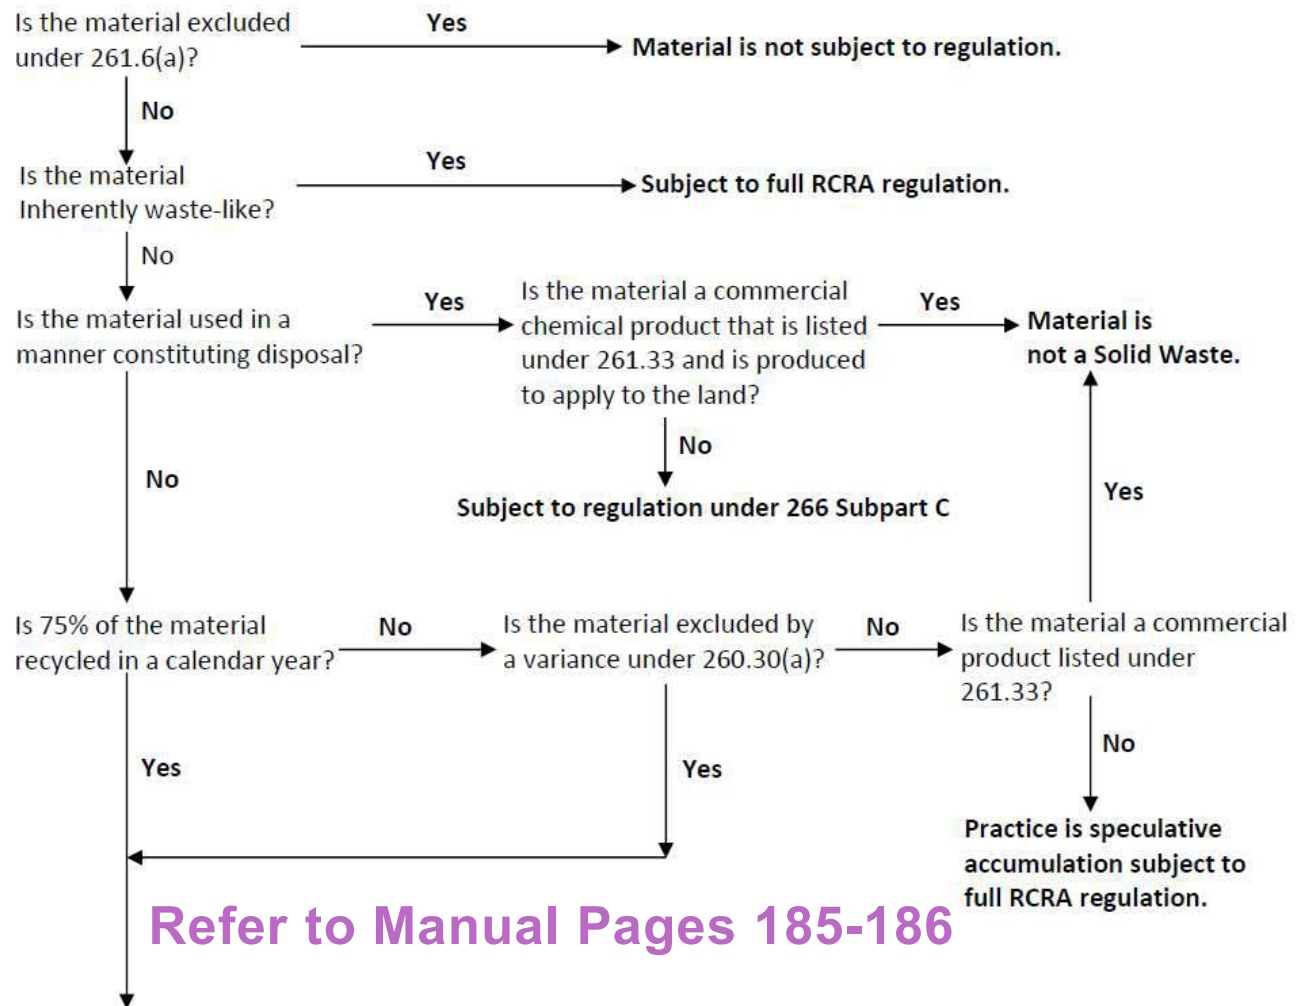 Is the material excluded
under 261.6(a)?
Yes
Material is not subject to regulation.
No
Is the material
Inherently waste-like?
Yes
Subject to full RCRA regulation.
No
Is the material used in a
manner constituting disposal?
Yes
Is the material a commercial
chemical product that is listed
under 261.33 and is produced
to apply to the land?
Yes
Material is
not a Solid Waste.
No
Subject to regulation under 266 Subpart C
No
Yes
Is 75% of the material
recycled in a calendar year?
No
Is the material excluded by
a variance under 260.30(a)?
No
Is the material a commercial
product listed under
261.33?
Yes
Yes
No
Practice is speculative
accumulation subject to
full RCRA regulation.
Refer to Manual Pages 185-186